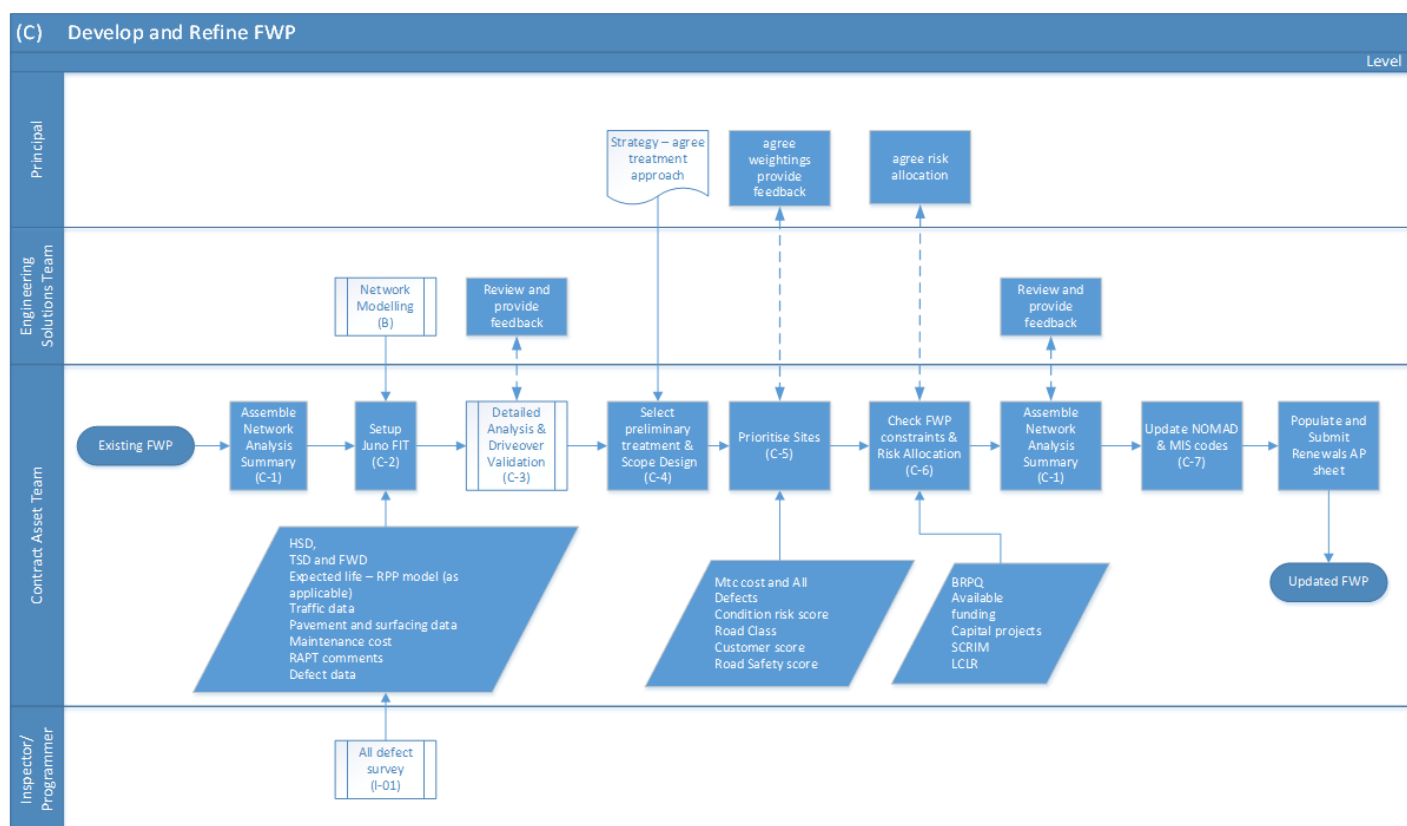 (C) Develop and Refine FWP
Level
Principal
Strategy – agree
treatment
approach
agree
weightings
provide
feedback
agree risk
allocation
Engineering
Solutions Team
Network
Modelling
(B)
Review and
provide
feedback
Review and
provide
feedback
Contract Asset Team
Existing FWP
Assemble
Network
Analysis
Summary
(C-1)
Setup
Juno FIT
(C-2)
Detailed
Analysis &
Driveover
Validation
(C-3)
Select
preliminary
treatment &
Scope Design
(C-4)
Prioritise Sites
(C-5)
Check FWP
constraints &
Risk Allocation
(C-6)
Assemble
Network
Analysis
Summary
(C-1)
Update NOMAD
& MIS codes
(C-7)
Populate and
Submit
Renewals AP
sheet
HSD,
TSD and FWD
Expected life – RPP model (as
applicable)
Traffic data
Pavement and surfacing data
Maintenance cost
RAPT comments
Defect data
Mtc cost and All
Defects
Condition risk score
Road Class
Customer score
Road Safety score
BRPQ
Available
funding
Capital projects
SCRIM
LCLR
Updated FWP
Inspector/
Programmer
All defect
survey
(I-01)